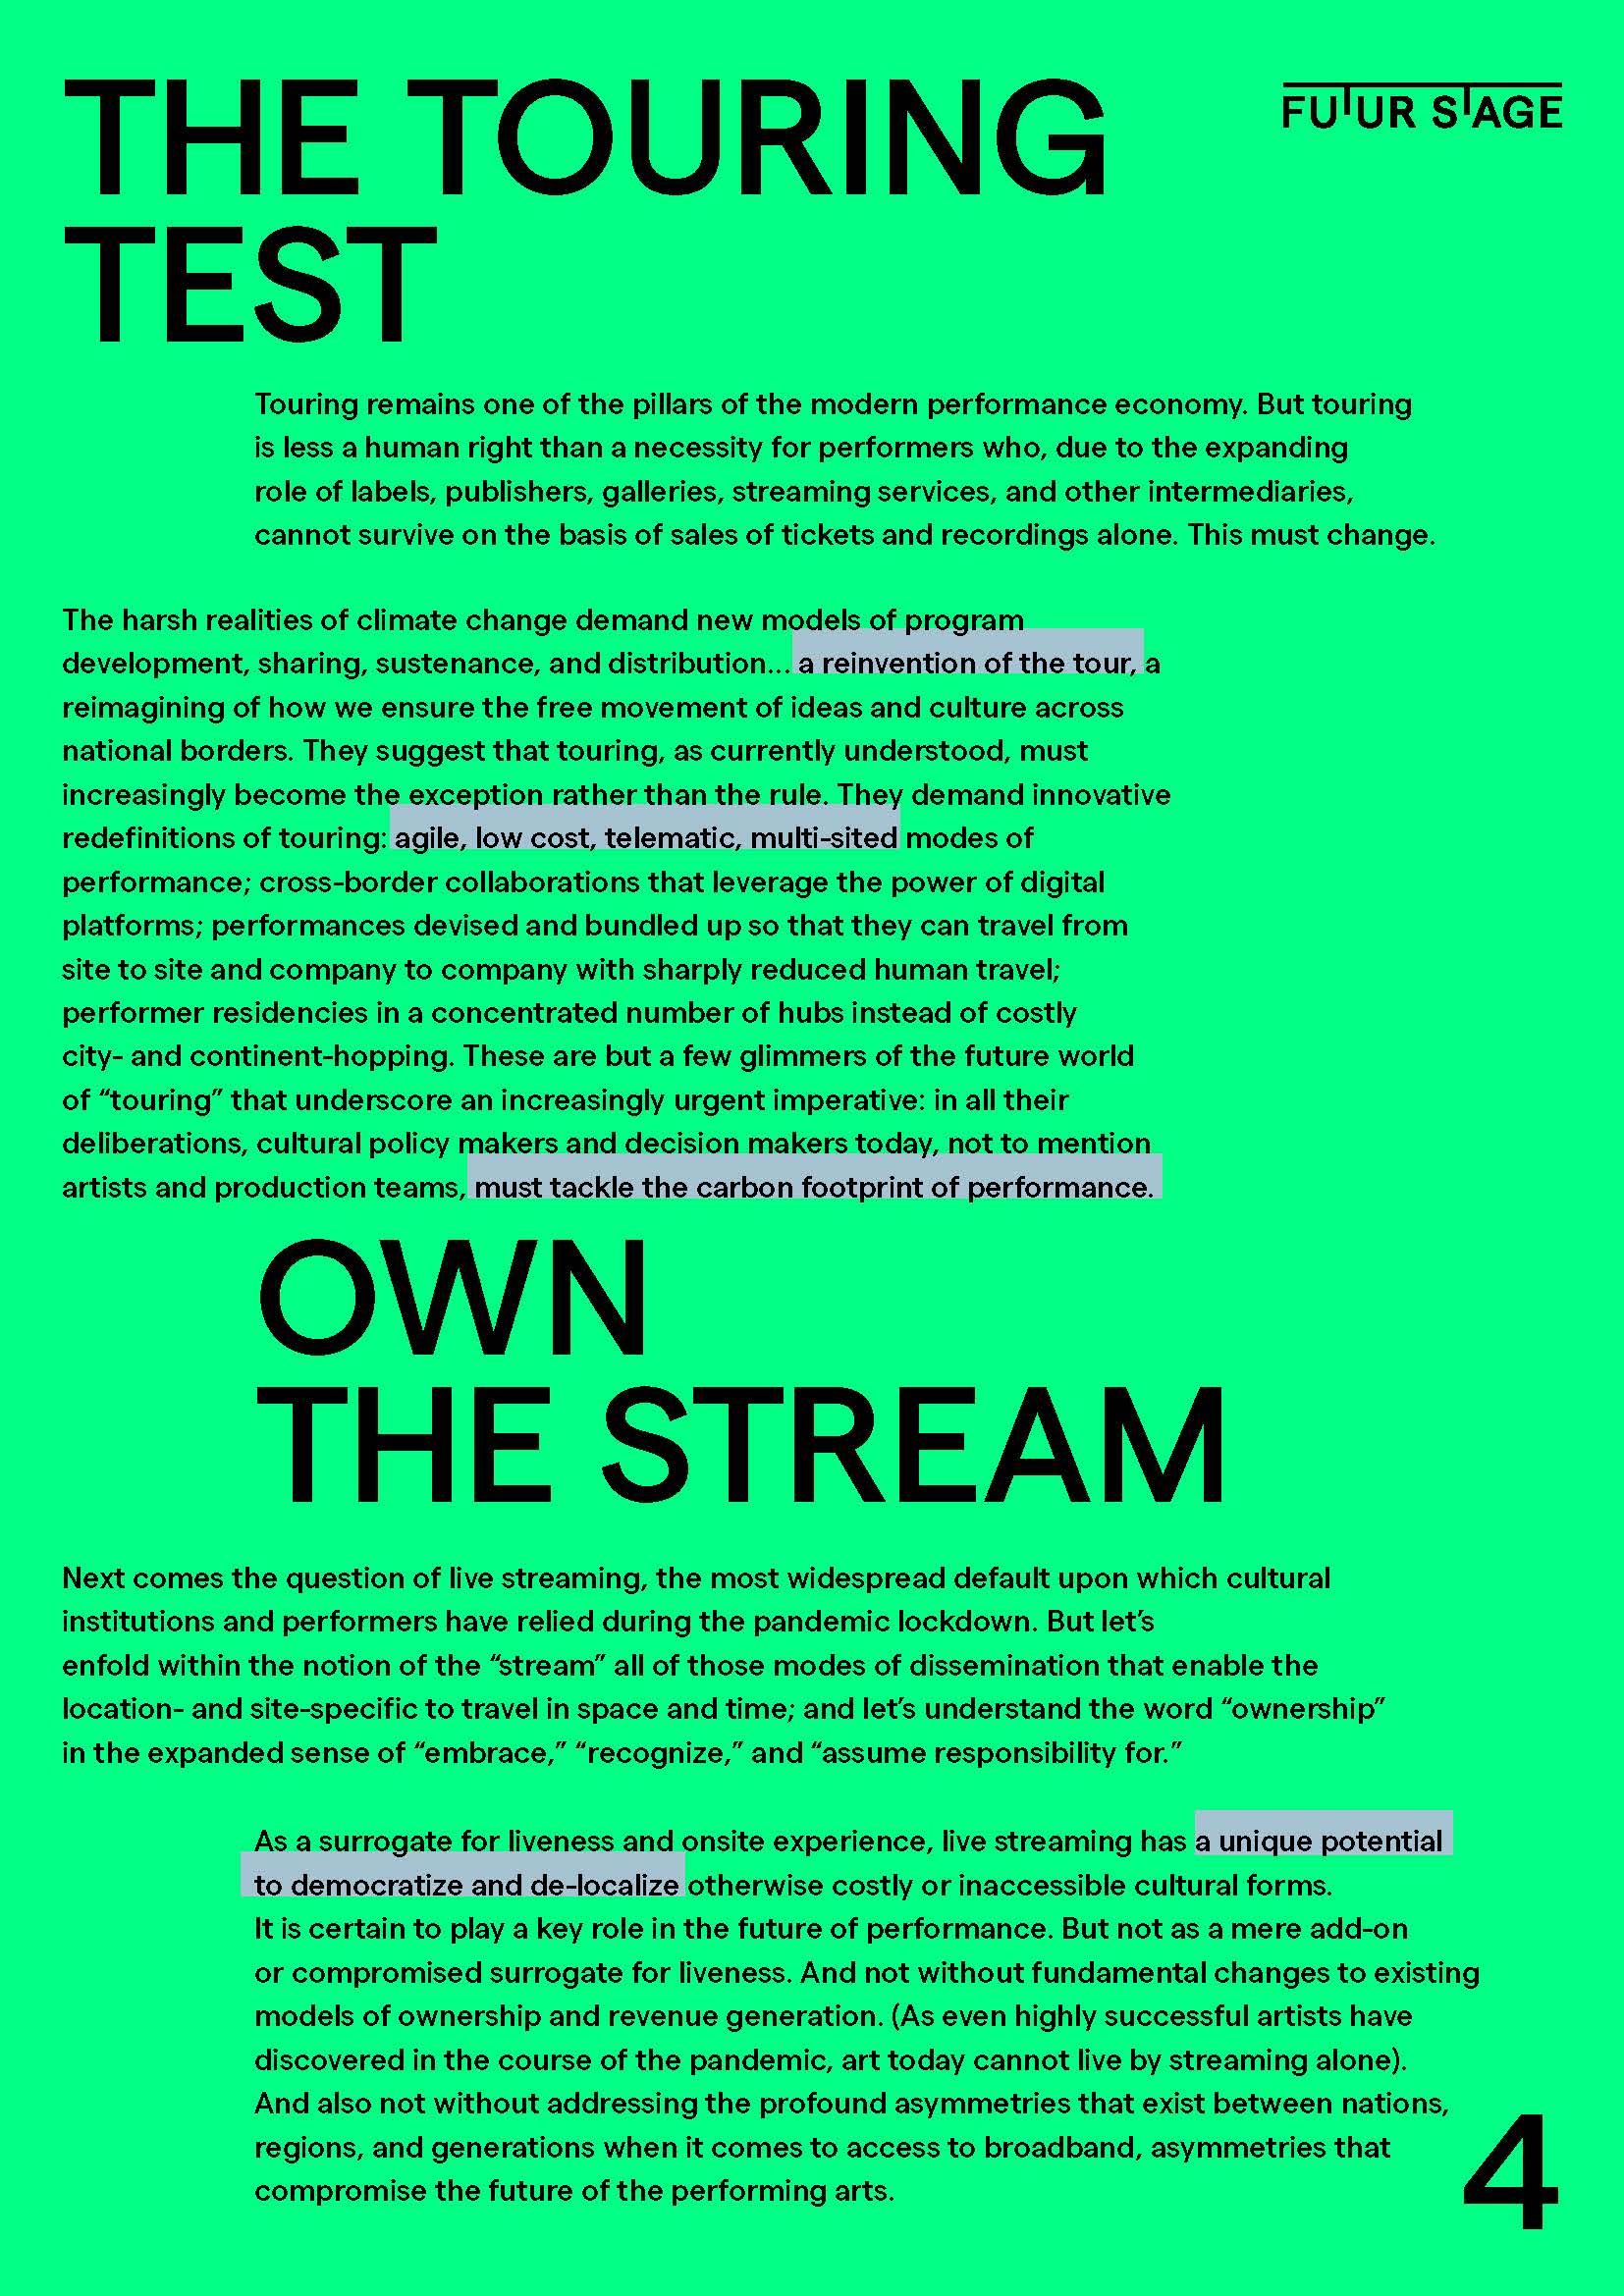 THE TOURING
TEST
FUTUR STAGE
Touring remains one of the pillars of the modern performance economy. But touring
is less a human right than a necessity for performers who, due to the expanding
role of labels, publishers, galleries, streaming services, and other intermediaries,
cannot survive on the basis of sales of tickets and recordings alone. This must change.
The harsh realities of climate change demand new models of program
development, sharing, sustenance, and distribution… a reinvention of the tour, a
reimagining of how we ensure the free movement of ideas and culture across
national borders. They suggest that touring, as currently understood, must
increasingly become the exception rather than the rule. They demand innovative
redefinitions of touring: agile, low cost, telematic, multi-sited modes of
performance; cross-border collaborations that leverage the power of digital
platforms; performances devised and bundled up so that they can travel from
site to site and company to company with sharply reduced human travel;
performer residencies in a concentrated number of hubs instead of costly
city- and continent-hopping. These are but a few glimmers of the future world
of “touring” that underscore an increasingly urgent imperative: in all their
deliberations, cultural policy makers and decision makers today, not to mention
artists and production teams, must tackle the carbon footprint of performance.
OWN
THE STREAM
Next comes the question of live streaming, the most widespread default upon which cultural
institutions and performers have relied during the pandemic lockdown. But let’s
enfold within the notion of the “stream” all of those modes of dissemination that enable the
location- and site-specific to travel in space and time; and let’s understand the word “ownership”
in the expanded sense of “embrace,” “recognize,” and “assume responsibility for.”
As a surrogate for liveness and onsite experience, live streaming has a unique potential
to democratize and de-localize otherwise costly or inaccessible cultural forms.
It is certain to play a key role in the future of performance. But not as a mere add-on
or compromised surrogate for liveness. And not without fundamental changes to existing
models of ownership and revenue generation. (As even highly successful artists have
discovered in the course of the pandemic, art today cannot live by streaming alone).
And also not without addressing the profound asymmetries that exist between nations,
regions, and generations when it comes to access to broadband, asymmetries that
compromise the future of the performing arts.
4